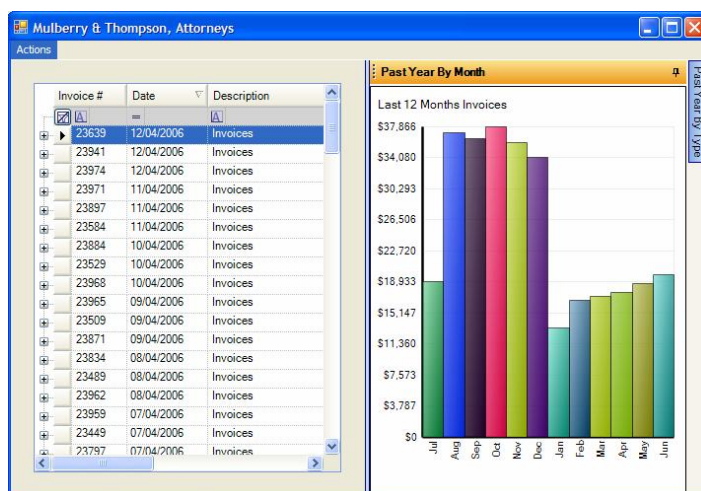 Mulberry & Thompson, Attorneys
Actions
Invoice # Date Description
A = A
23639 12/04/2006 Invoices
23941 12/04/2006 Invoices
23974 12/04/2006 Invoices
23971 11/04/2006 Invoices
23897 11/04/2006 Invoices
23584 11/04/2006 Invoices
23884 10/04/2006 Invoices
23529 10/04/2006 Invoices
23968 10/04/2006 Invoices
23965 09/04/2006 Invoices
23509 09/04/2006 Invoices
23871 09/04/2006 Invoices
23834 08/04/2006 Invoices
23489 08/04/2006 Invoices
23962 08/04/2006 Invoices
23959 07/04/2006 Invoices
23449 07/04/2006 Invoices
23797 07/04/2006 Invoices
Past Year By Month
Last 12 Months Invoices
$37,866
$34,080
$30,293
$26,506
$22,720
$18,933
$15,147
$11,360
$7,573
$3,787
$0
Jul Aug Sep Oct Nov Dec Jan Feb Mar Apr May Jun
Past Year by Type